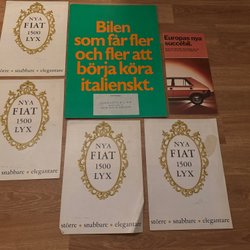 NYA
FIAT
1500
LYX
större + snabbare + elegantare
Bilen
som får fler
och fler att
börja köra
italienskt.
Europas nya
succébil.
NYA
FIAT
1500
LYX
större + snabbare + elegantare
NYA
FIAT
1500
LYX
större + snabbare + elegantare
NYA
FIAT
1500
LYX
större + snabbare + elegantare